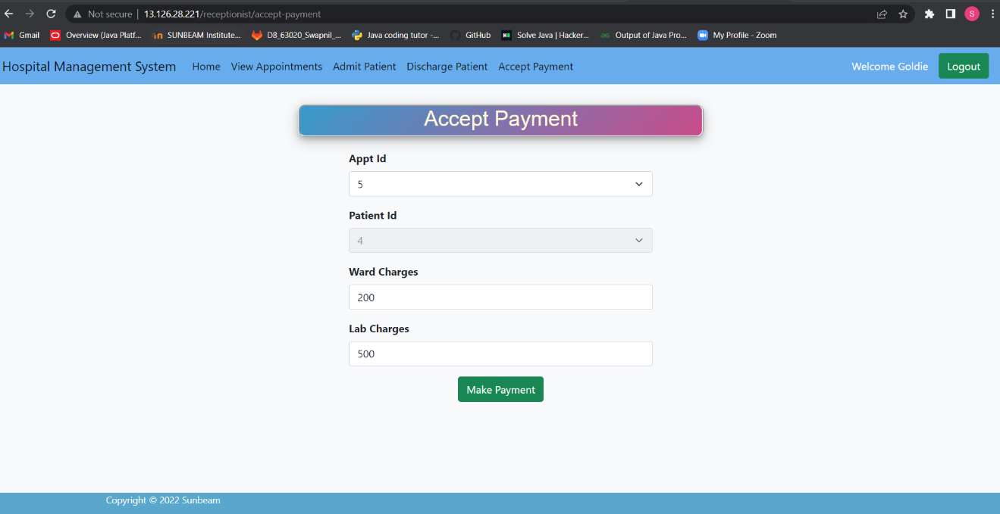 Not secure | 13.126.28.221/receptionist/accept-payment S
Gmail Overview (Java Platf... SUNBEAM Institute... D8_63020_Swapnil_... Java coding tutor -... GitHub Solve Java | Hacker... Output of Java Pro... My Profile - Zoom
Hospital Management System Home View Appointments Admit Patient Discharge Patient Accept Payment Welcome Goldie Logout
Accept Payment
Appt Id
5
Patient Id
4
Ward Charges
200
Lab Charges
500
Make Payment
Copyright © 2022 Sunbeam